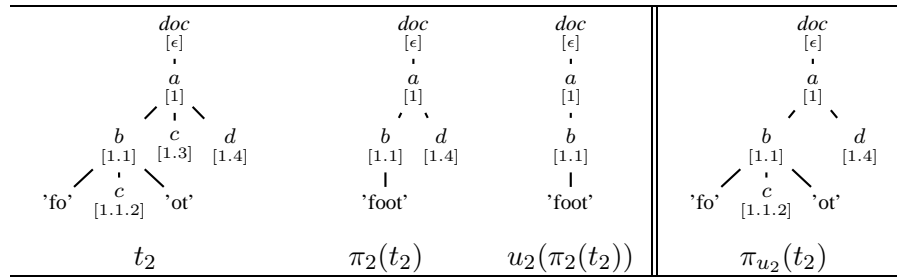 doc doc doc doc
[ϵ] [ϵ] [ϵ] [ϵ]
a a a a
[1] [1] [1] [1]
b c d b d b b d
[1.1] [1.3] [1.4] [1.1] [1.4] [1.1] [1.1] [1.4]
'fo' c 'ot' 'foot' 'foot' 'fo' c 'ot'
[1.1.2] [1.1.2]
t₂ π₂(t₂) u₂(π₂(t₂)) π_{u₂}(t₂)